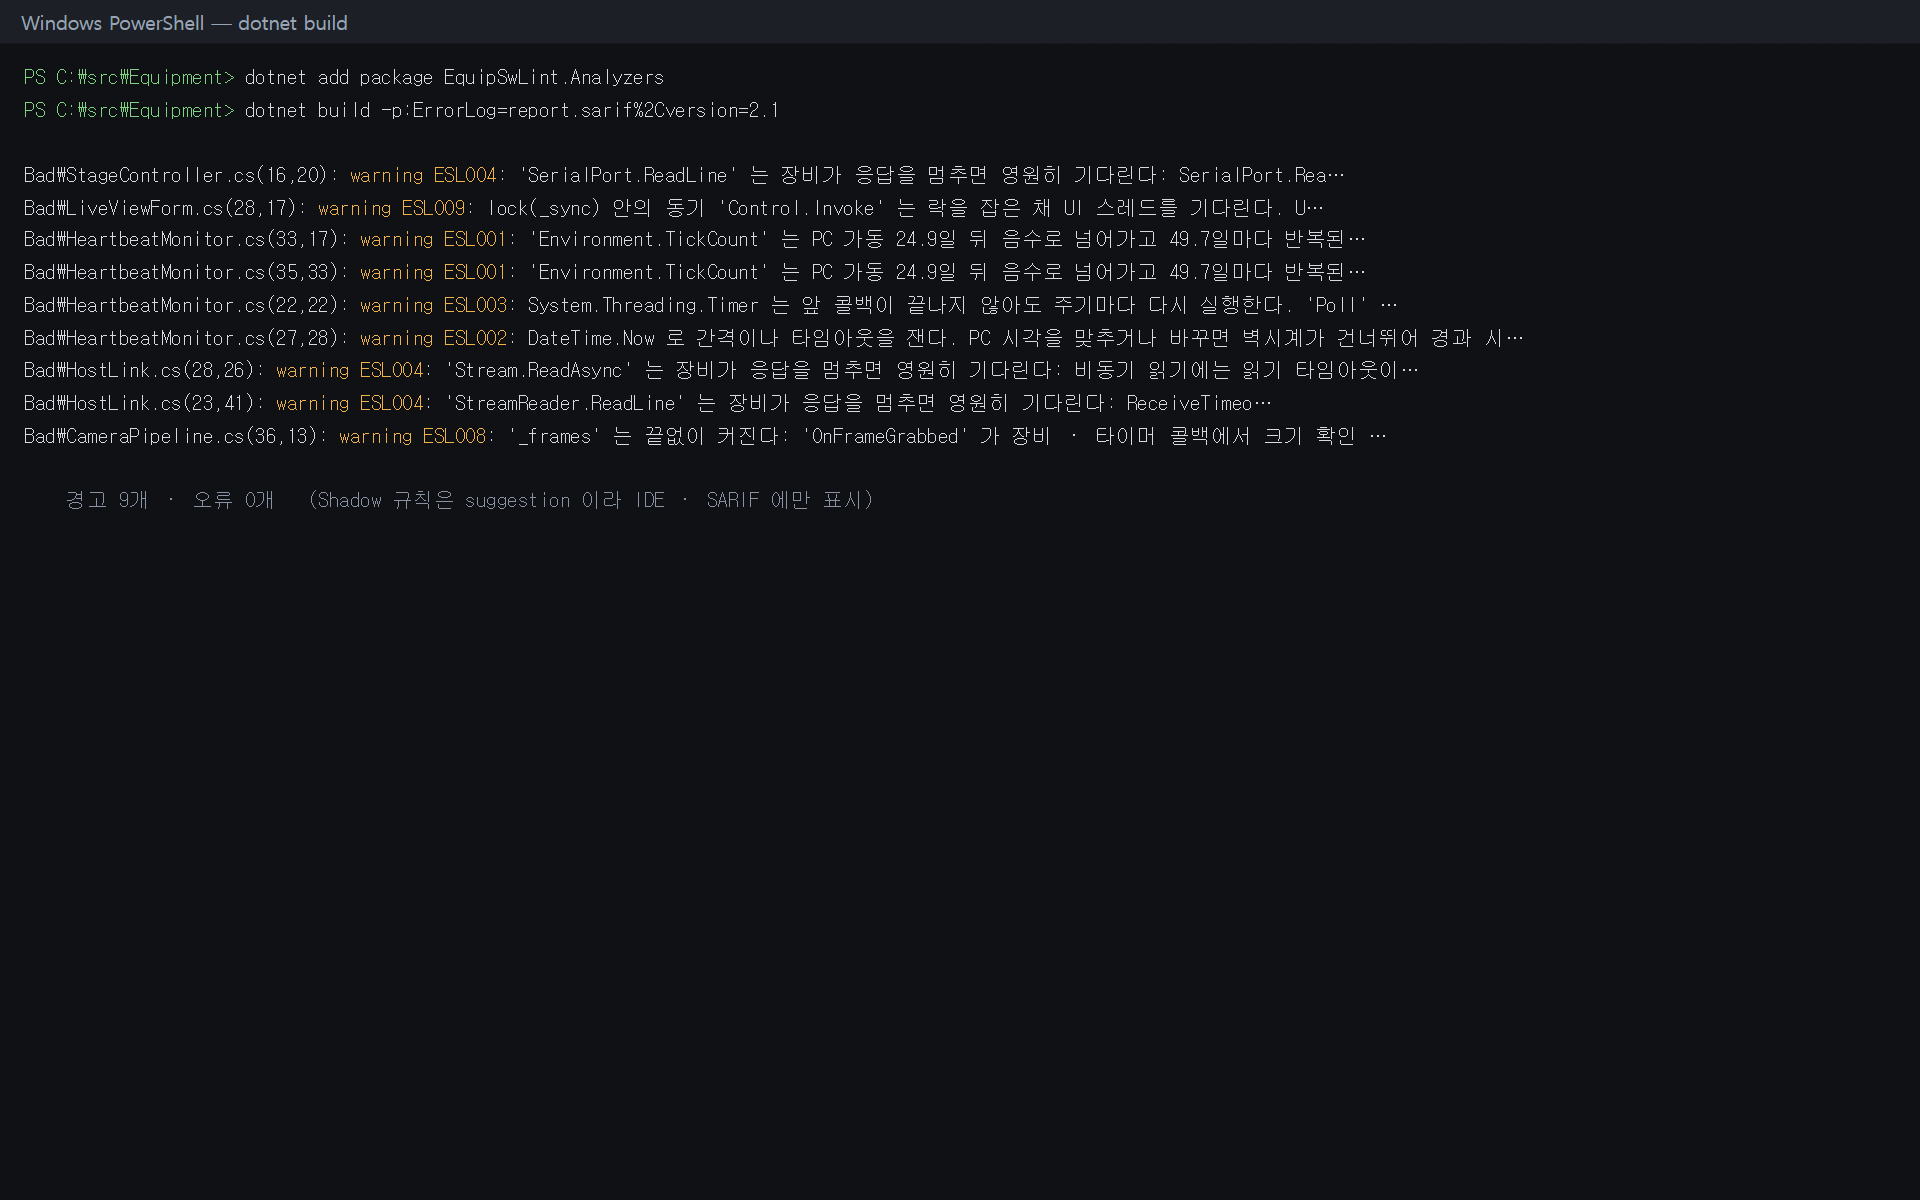 Windows PowerShell — dotnet build
PS C:₩src₩Equipment> dotnet add package EquipSwLint.Analyzers
PS C:₩src₩Equipment> dotnet build -p:ErrorLog=report.sarif%2Cversion=2.1
Bad₩StageController.cs(16,20): warning ESL004: 'SerialPort.ReadLine' 는 장비가 응답을 멈추면 영원히 기다린다: SerialPort.Rea…
Bad₩LiveViewForm.cs(28,17): warning ESL009: lock(_sync) 안의 동기 'Control.Invoke' 는 락을 잡은 채 UI 스레드를 기다린다. U…
Bad₩HeartbeatMonitor.cs(33,17): warning ESL001: 'Environment.TickCount' 는 PC 가동 24.9일 뒤 음수로 넘어가고 49.7일마다 반복된…
Bad₩HeartbeatMonitor.cs(35,33): warning ESL001: 'Environment.TickCount' 는 PC 가동 24.9일 뒤 음수로 넘어가고 49.7일마다 반복된…
Bad₩HeartbeatMonitor.cs(22,22): warning ESL003: System.Threading.Timer 는 앞 콜백이 끝나지 않아도 주기마다 다시 실행한다. 'Poll' …
Bad₩HeartbeatMonitor.cs(27,28): warning ESL002: DateTime.Now 로 간격이나 타임아웃을 잰다. PC 시각을 맞추거나 바꾸면 벽시계가 건너뛰어 경과 시…
Bad₩HostLink.cs(28,26): warning ESL004: 'Stream.ReadAsync' 는 장비가 응답을 멈추면 영원히 기다린다: 비동기 읽기에는 읽기 타임아웃이…
Bad₩HostLink.cs(23,41): warning ESL004: 'StreamReader.ReadLine' 는 장비가 응답을 멈추면 영원히 기다린다: ReceiveTimeo…
Bad₩CameraPipeline.cs(36,13): warning ESL008: '_frames' 는 끝없이 커진다: 'OnFrameGrabbed' 가 장비 · 타이머 콜백에서 크기 확인 …
경고 9개 · 오류 0개 (Shadow 규칙은 suggestion 이라 IDE · SARIF 에만 표시)